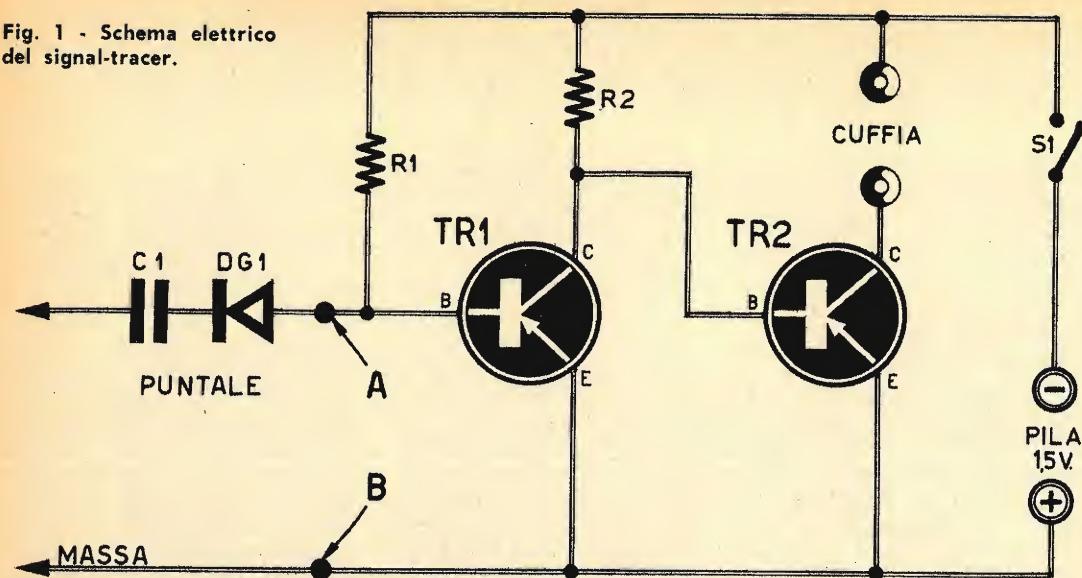 Fig. 1 - Schema elettrico
del signal-tracer.
R1
R2
CUFFIA
S1
TR1
TR2
C
C
C1
DG1
B
B
PUNTALE
A
E
E
−
PILA
1,5V.
+
B
MASSA